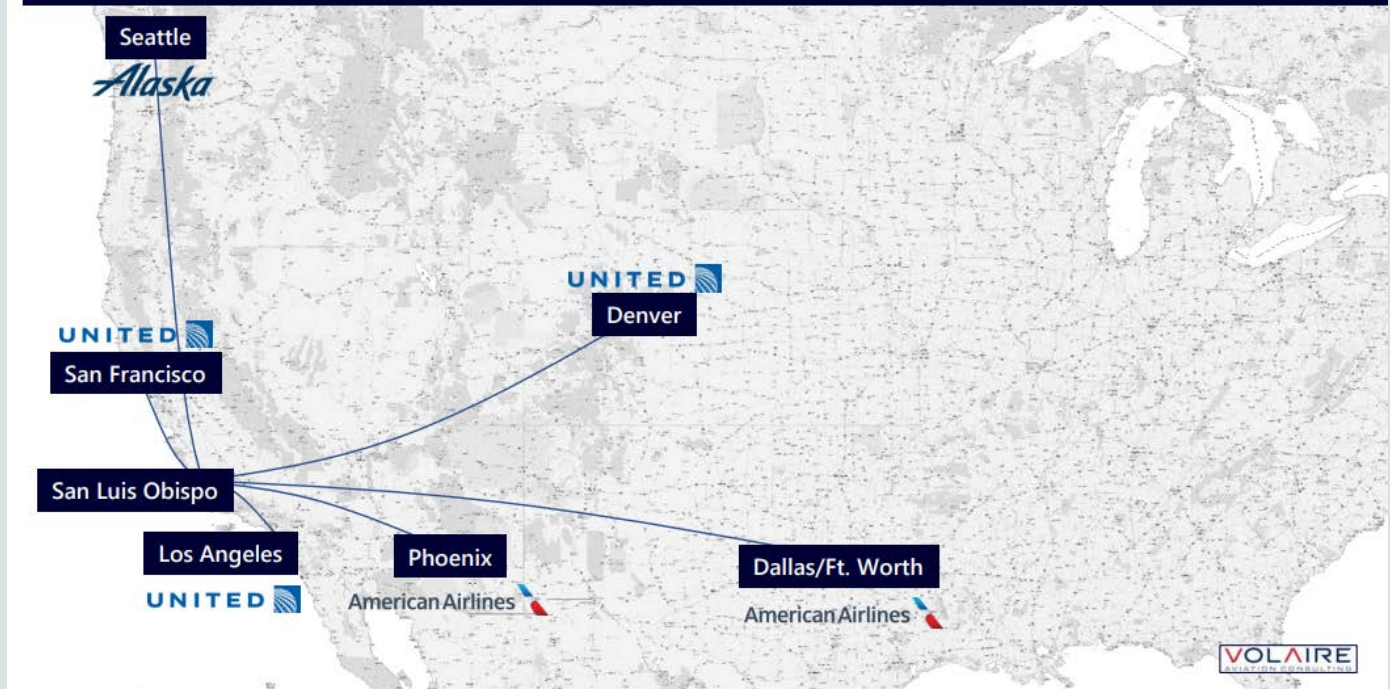 Seattle
Alaska
UNITED
Denver
UNITED
San Francisco
San Luis Obispo
Los Angeles
UNITED
Phoenix
American Airlines
Dallas/Ft. Worth
American Airlines
VOLAIRE
AVIATION CONSULTING